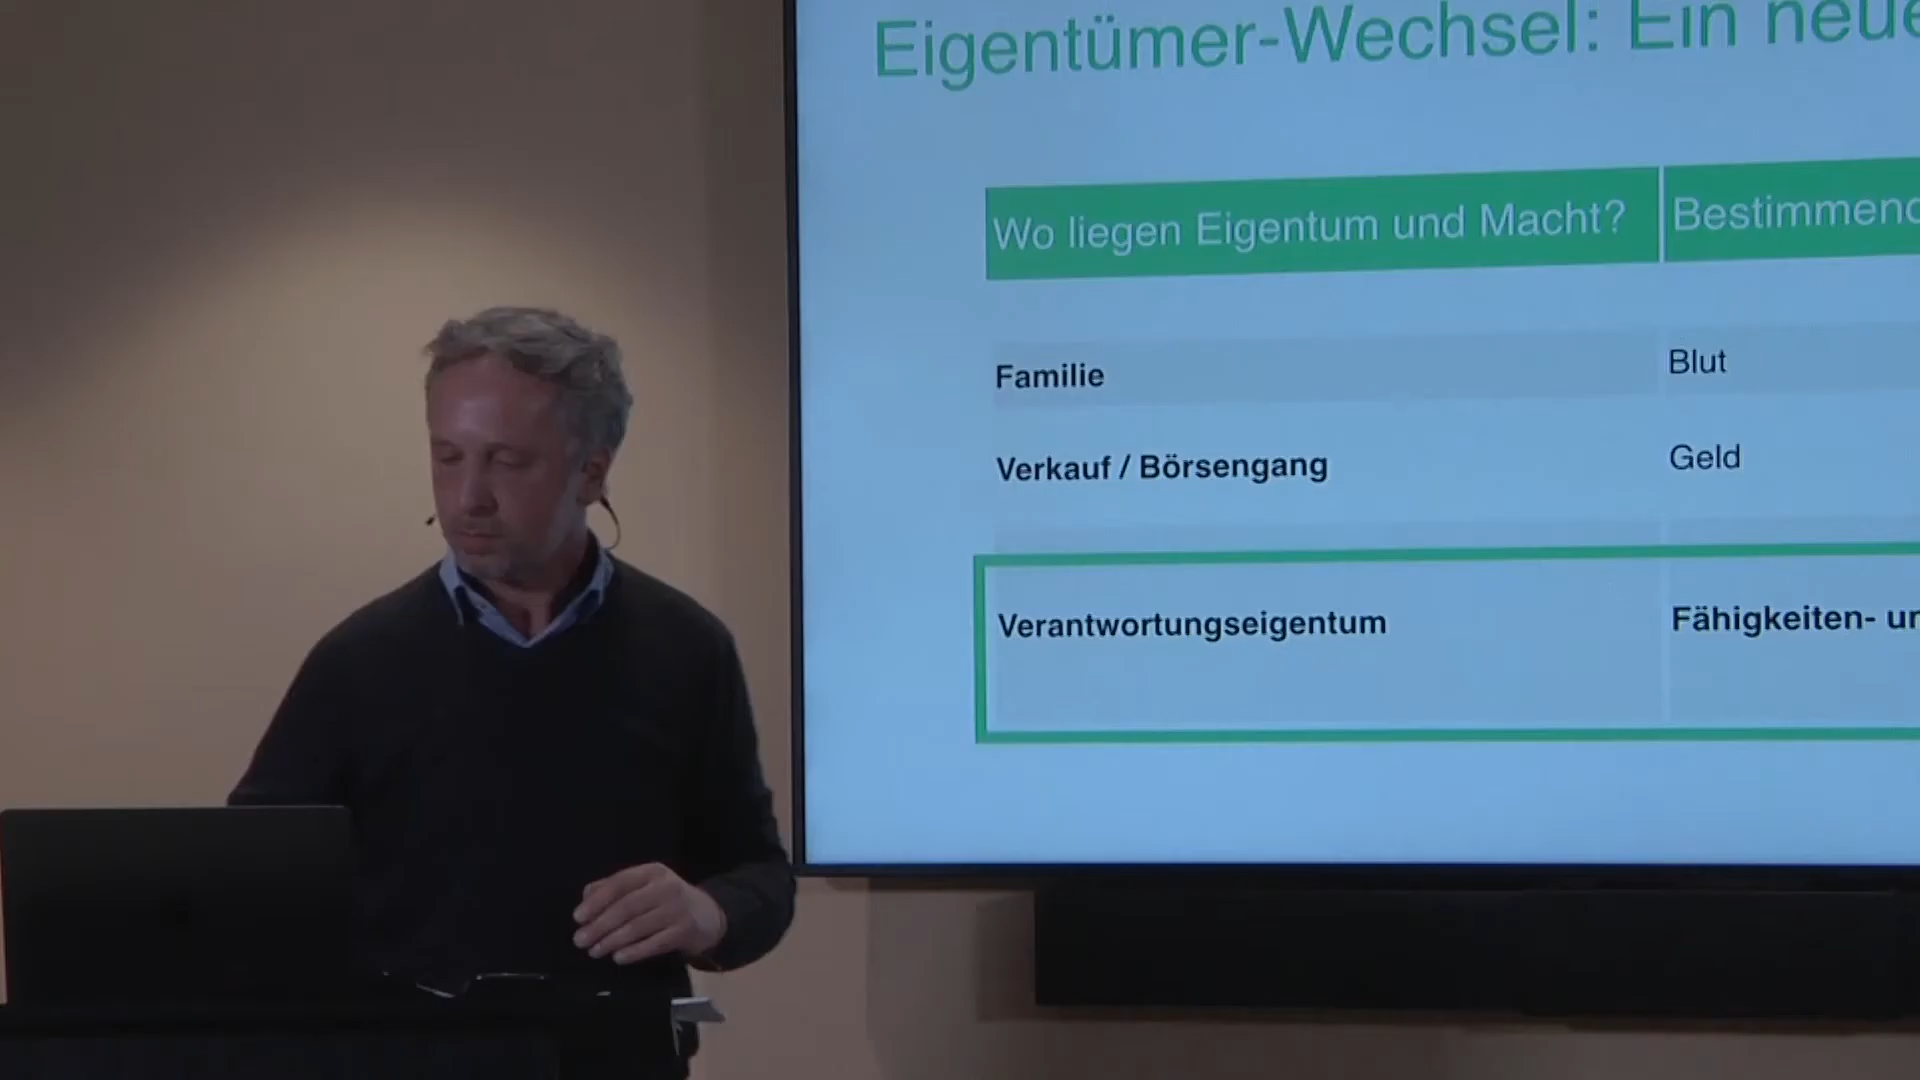 Eigentümer-Wechsel: Ein neue
Wo liegen Eigentum und Macht? Bestimmend
Familie Blut
Verkauf / Börsengang Geld
Verantwortungseigentum Fähigkeiten- un